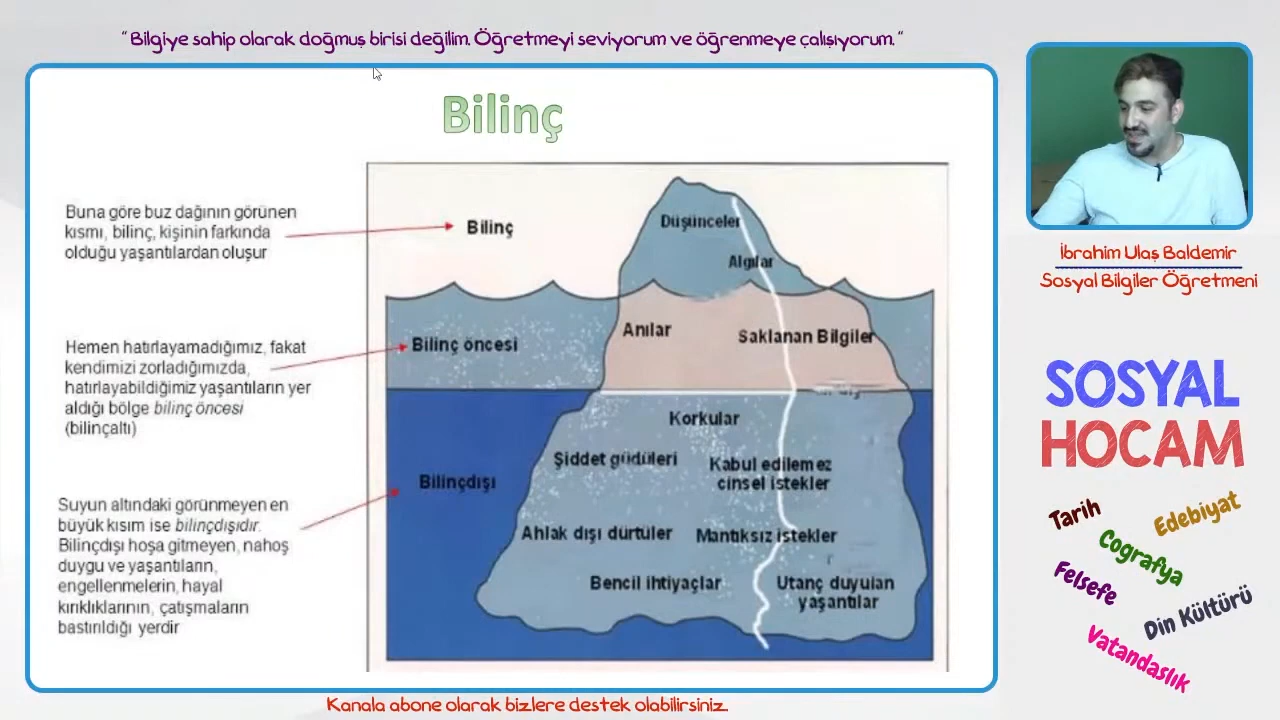 “ Bilgiye sahip olarak doğmuş birisi değilim. Öğretmeyi seviyorum ve öğrenmeye çalışıyorum. ”
Bilinç
Buna göre buz dağının görünen
kısmı, bilinç, kişinin farkında
olduğu yaşantılardan oluşur
Hemen hatırlayamadığımız, fakat
kendimizi zorladığımızda,
hatırlayabildiğimiz yaşantıların yer
aldığı bölge bilinç öncesi
(bilinçaltı)
Suyun altındaki görünmeyen en
büyük kısım ise bilinçdışıdır.
Bilinçdışı hoşa gitmeyen, nahoş
duygu ve yaşantıların,
engellenmelerin, hayal
kırıklıklarının, çatışmaların
bastırıldığı yerdir
Bilinç
Düşünceler
Algılar
Bilinç öncesi
Anılar
Saklanan Bilgiler
Bilinçdışı
Korkular
Şiddet güdüleri
Kabul edilemez
cinsel istekler
Ahlak dışı dürtüler
Mantıksız istekler
Bencil ihtiyaçlar
Utanç duyulan
yaşantılar
İbrahim Ulaş Baldemir
Sosyal Bilgiler Öğretmeni
SOSYAL
HOCAM
Tarih
Edebiyat
Coğrafya
Felsefe
Din Kültürü
Vatandaslık
Kanala abone olarak bizlere destek olabilirsiniz.